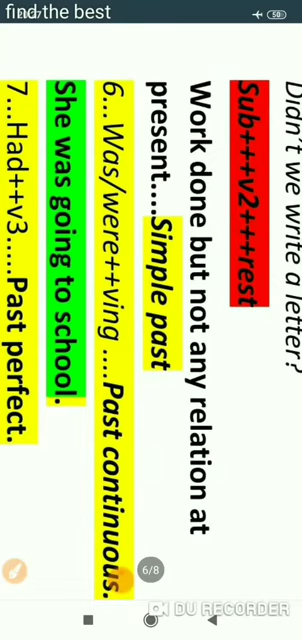 find the best
Didn't we write a letter?
Sub+++v2+++rest
Work done but not any relation at
present....Simple past
6... Was/were++ving ....Past continuous.
She was going to school.
7...Had++v3.....Past perfect.
6/8
DU RECORDER